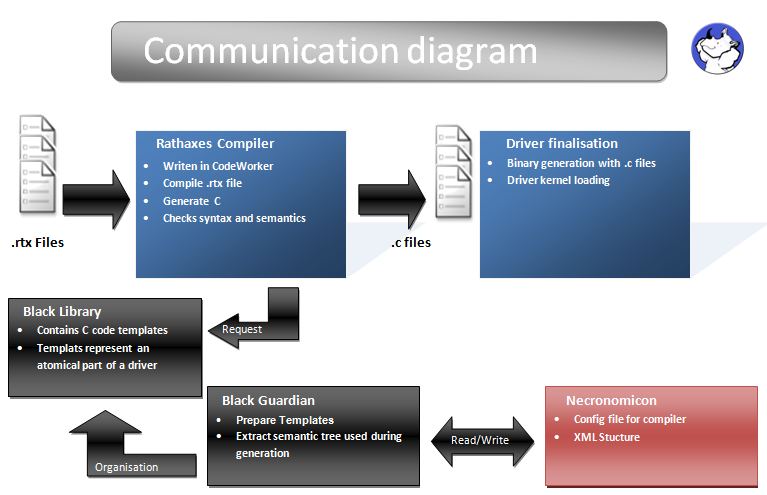 Communication diagram
Rathaxes Compiler
• Writen in CodeWorker
• Compile .rtx file
• Generate C
• Checks syntax and semantics
.rtx Files
Driver finalisation
• Binary generation with .c files
• Driver kernel loading
.c files
Black Library
• Contains C code templates
• Templats represent an
atomical part of a driver
Request
Black Guardian
• Prepare Templates
• Extract semantic tree used during
generation
Organisation
Read/Write
Necronomicon
• Config file for compiler
• XML Stucture